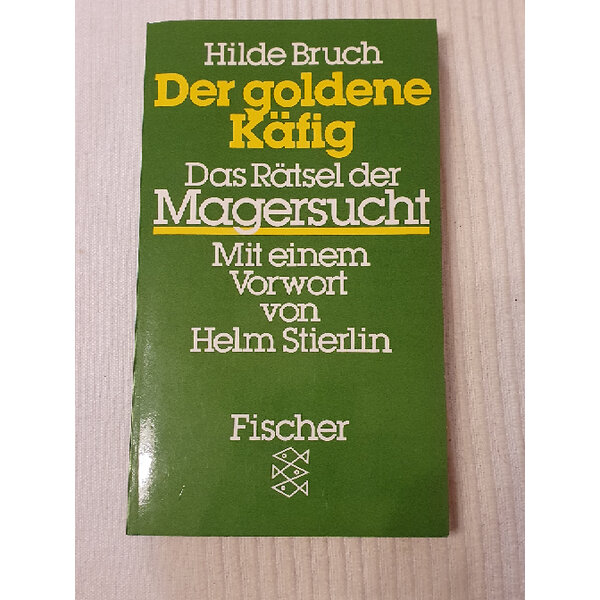 Hilde Bruch
Der goldene
Käfig
Das Rätsel der
Magersucht
Mit einem
Vorwort
von
Helm Stierlin
Fischer